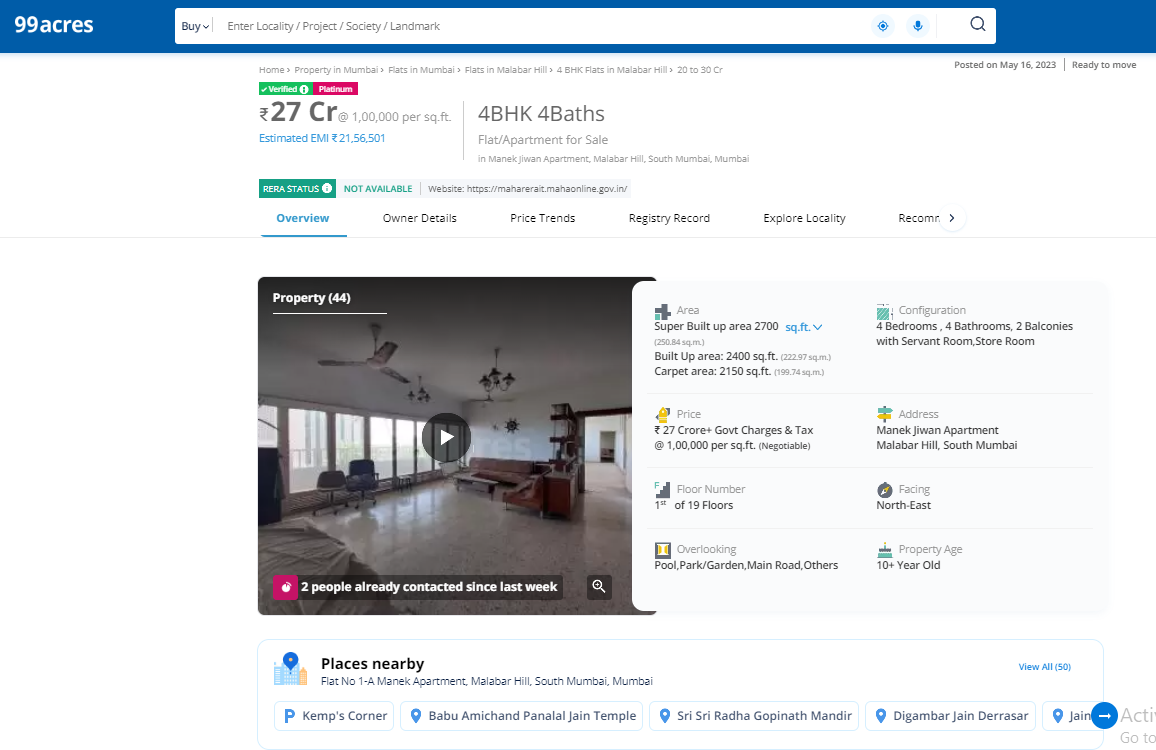 99acres
Buy
Enter Locality / Project / Society / Landmark
Home › Property in Mumbai › Flats in Mumbai › Flats in Malabar Hill › 4 BHK Flats in Malabar Hill › 20 to 30 Cr
Posted on May 16, 2023 | Ready to move
Verified Platinum
₹27 Cr @ 1,00,000 per sq.ft.
Estimated EMI ₹21,56,501
4BHK 4Baths
Flat/Apartment for Sale
in Manek Jiwan Apartment, Malabar Hill, South Mumbai, Mumbai
RERA STATUS NOT AVAILABLE | Website: https://maharerait.mahaonline.gov.in/
Overview Owner Details Price Trends Registry Record Explore Locality Recomr
Property (44)
2 people already contacted since last week
Area
Super Built up area 2700 sq.ft.
(250.84 sq.m.)
Built Up area: 2400 sq.ft. (222.97 sq.m.)
Carpet area: 2150 sq.ft. (199.74 sq.m.)
Configuration
4 Bedrooms , 4 Bathrooms, 2 Balconies
with Servant Room,Store Room
Price
₹ 27 Crore+ Govt Charges & Tax
@ 1,00,000 per sq.ft. (Negotiable)
Address
Manek Jiwan Apartment
Malabar Hill, South Mumbai
Floor Number
1st of 19 Floors
Facing
North-East
Overlooking
Pool,Park/Garden,Main Road,Others
Property Age
10+ Year Old
Places nearby
Flat No 1-A Manek Apartment, Malabar Hill, South Mumbai, Mumbai
View All (50)
Kemp's Corner
Babu Amichand Panalal Jain Temple
Sri Sri Radha Gopinath Mandir
Digambar Jain Derrasar
Jain
Acti
Go to